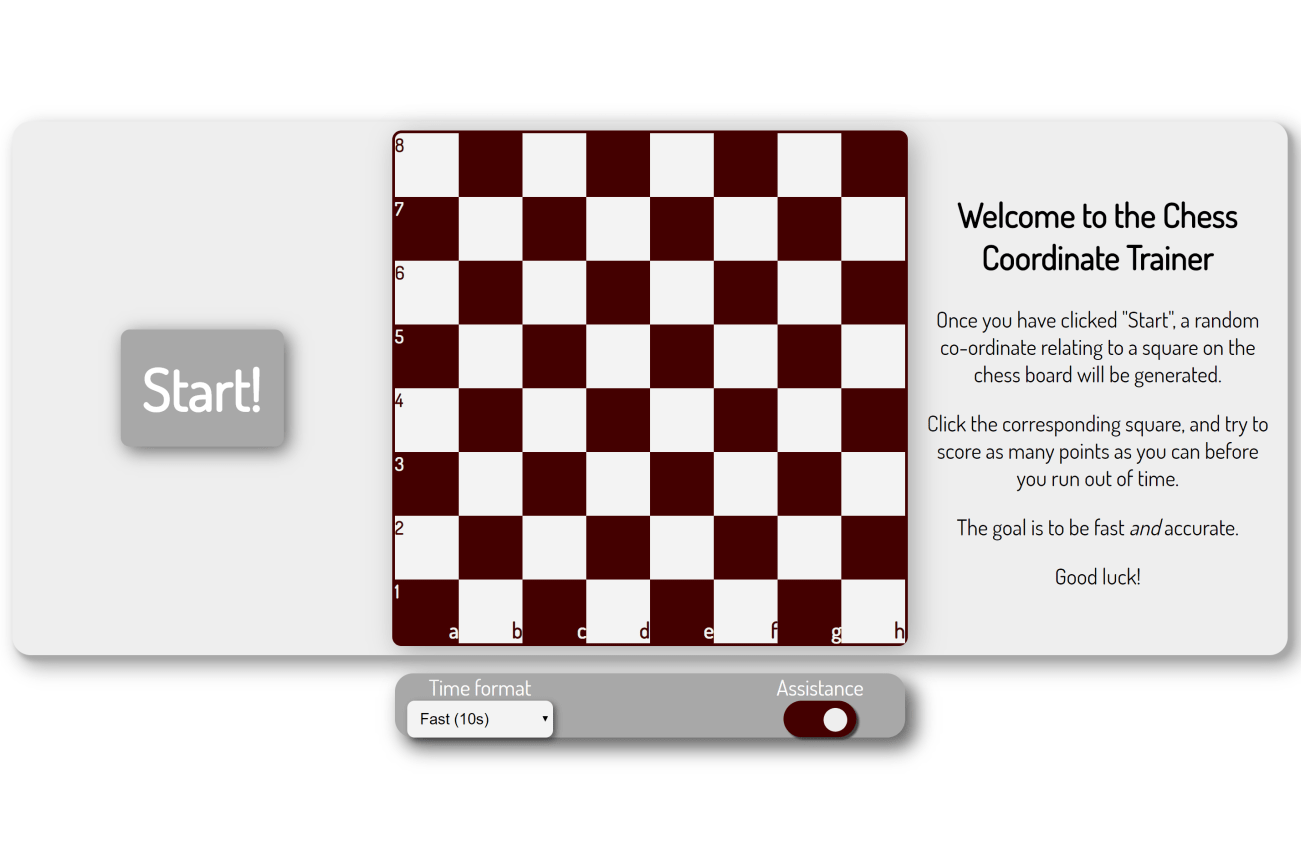 Start!
8
7
6
5
4
3
2
1
a b c d e f g h
Welcome to the Chess
Coordinate Trainer
Once you have clicked "Start", a random
co-ordinate relating to a square on the
chess board will be generated.
Click the corresponding square, and try to
score as many points as you can before
you run out of time.
The goal is to be fast and accurate.
Good luck!
Time format
Fast (10s)
Assistance